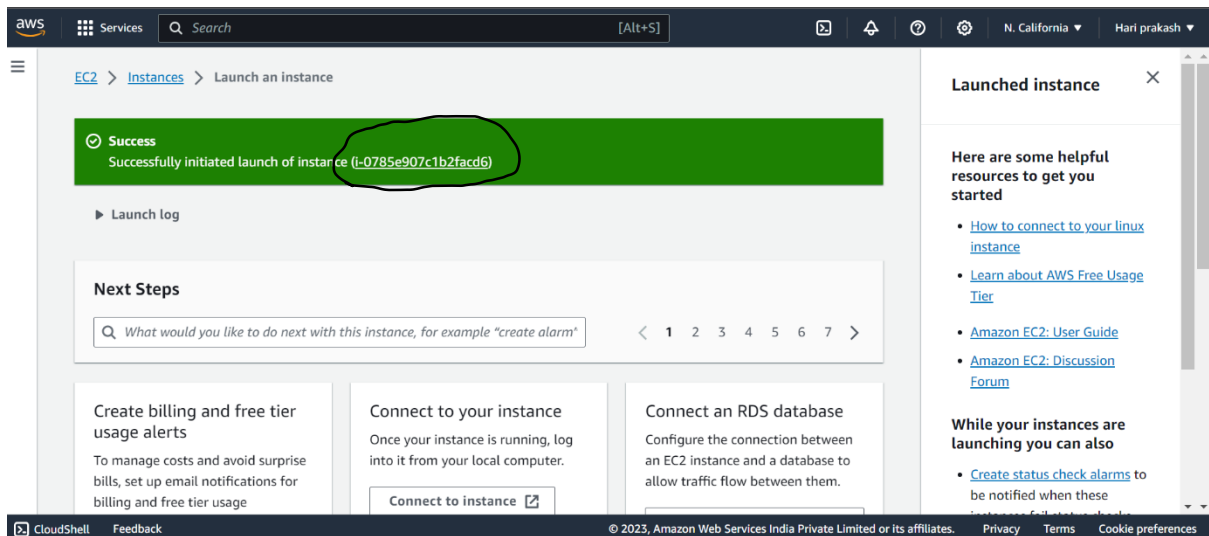 aws
Services
Search
[Alt+S]
N. California
Hari prakash
EC2
Instances
Launch an instance
Success
Successfully initiated launch of instance (i-0785e907c1b2facd6)
Launch log
Next Steps
What would you like to do next with this instance, for example "create alarm"
1 2 3 4 5 6 7
Create billing and free tier
usage alerts
To manage costs and avoid surprise
bills, set up email notifications for
billing and free tier usage
Connect to your instance
Once your instance is running, log
into it from your local computer.
Connect to instance
Connect an RDS database
Configure the connection between
an EC2 instance and a database to
allow traffic flow between them.
Launched instance
Here are some helpful
resources to get you
started
How to connect to your linux
instance
Learn about AWS Free Usage
Tier
Amazon EC2: User Guide
Amazon EC2: Discussion
Forum
While your instances are
launching you can also
Create status check alarms to
be notified when these
CloudShell
Feedback
© 2023, Amazon Web Services India Private Limited or its affiliates.
Privacy
Terms
Cookie preferences